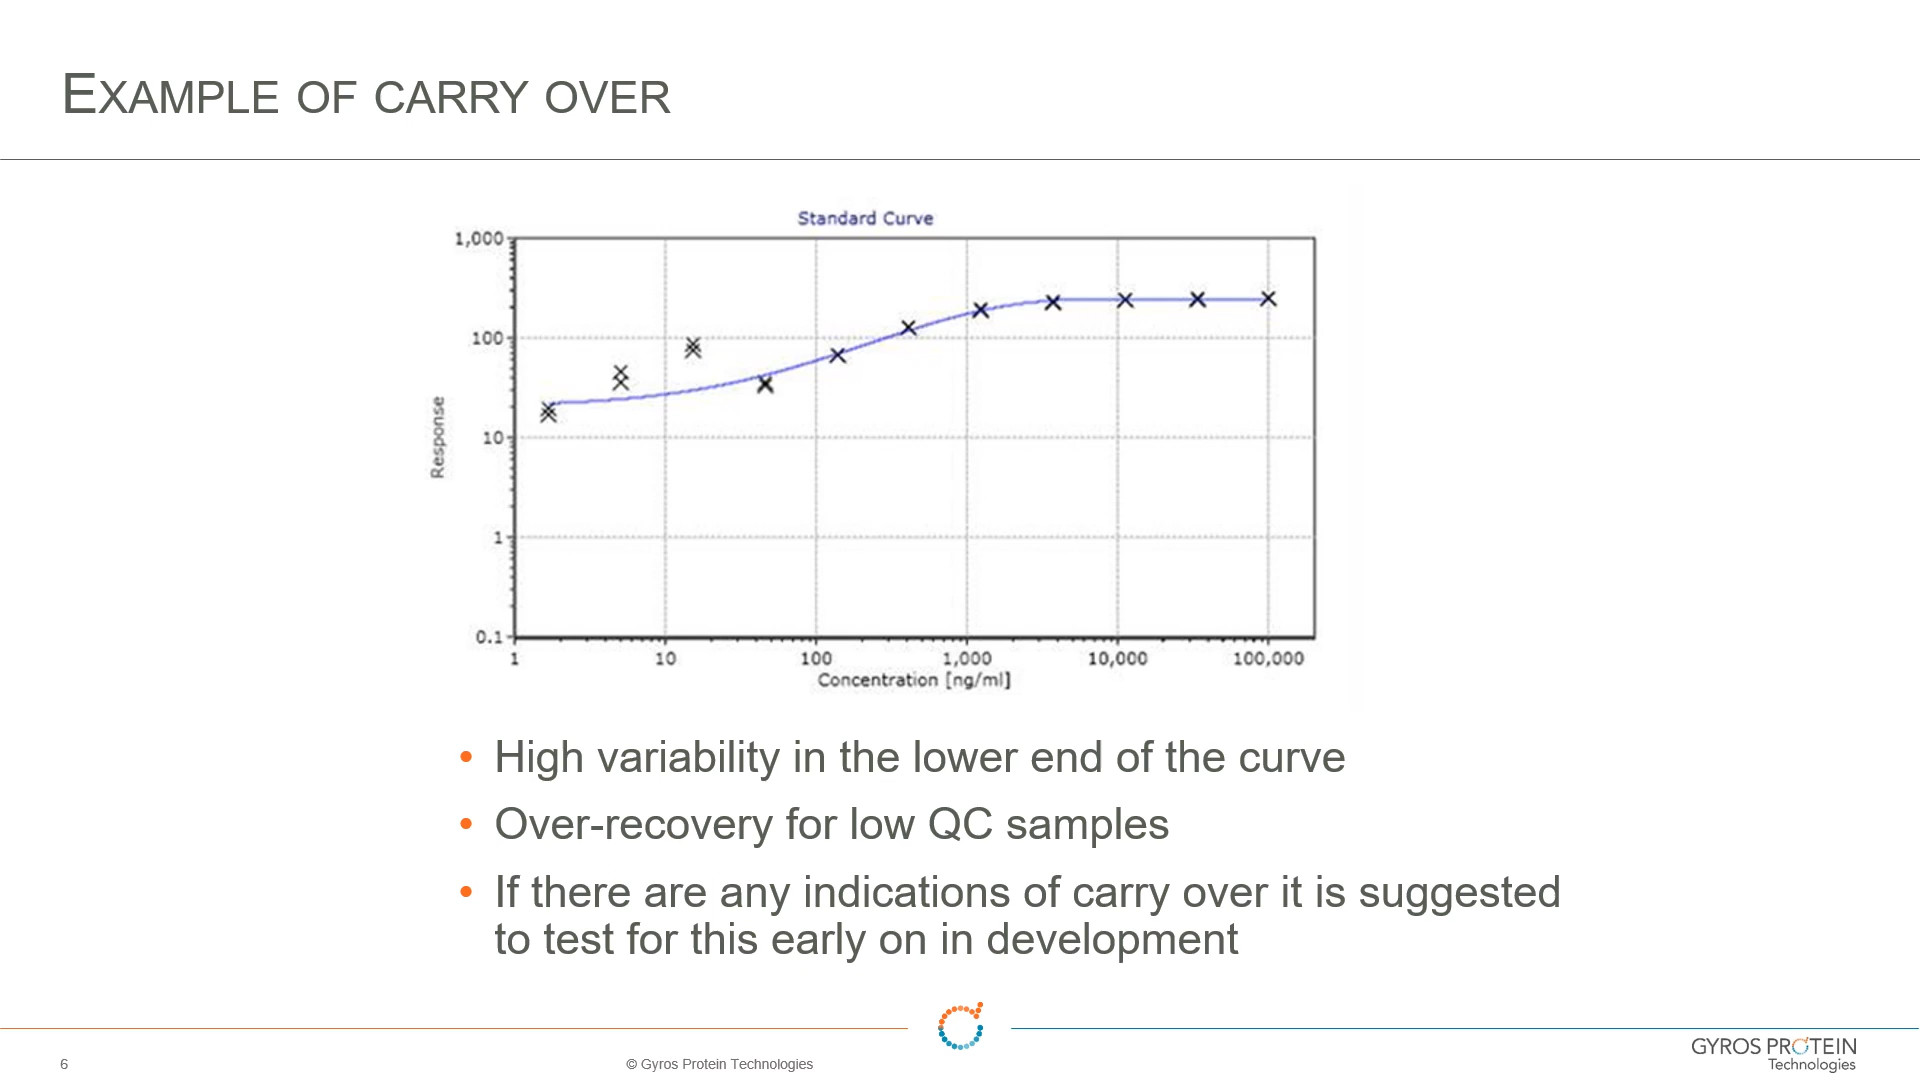 EXAMPLE OF CARRY OVER
Standard Curve
1,000
100
10
1
0.1
Response
1 10 100 1,000 10,000 100,000
Concentration [ng/ml]
• High variability in the lower end of the curve
• Over-recovery for low QC samples
• If there are any indications of carry over it is suggested
to test for this early on in development
6
© Gyros Protein Technologies
GYROS PROTEIN
Technologies